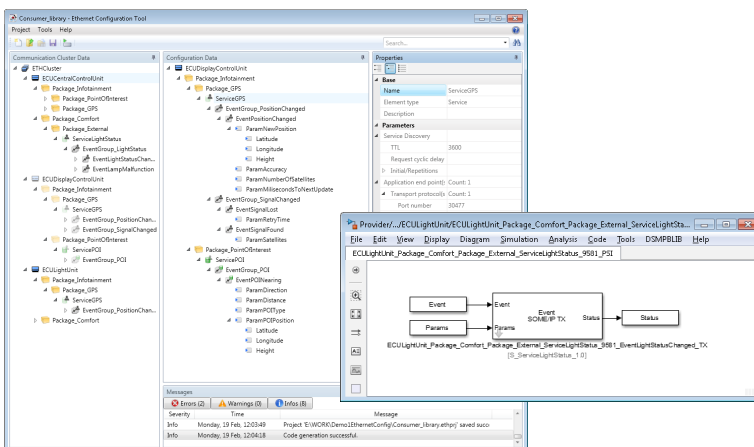 Consumer_library - Ethernet Configuration Tool
Project Tools Help
Search...
Communication Cluster Data
ETHCluster
ECUCentralControlUnit
Package_Infotainment
Package_PointOfInterest
Package_GPS
Package_Comfort
Package_External
ServiceLightStatus
EventGroup_LightStatus
EventLightStatusChan...
EventLampMalfunction
ECUDisplayControlUnit
Package_Infotainment
Package_GPS
ServiceGPS
EventGroup_PositionChan...
EventGroup_SignalChanged
Package_PointOfInterest
ServicePOI
EventGroup_POI
ECULightUnit
Package_Infotainment
Package_GPS
ServiceGPS
EventGroup_PositionChan...
Package_Comfort
Configuration Data
ECUDisplayControlUnit
Package_Infotainment
Package_GPS
ServiceGPS
EventGroup_PositionChanged
EventPositionChanged
ParamNewPosition
Latitude
Longitude
Height
ParamAccuracy
ParamNumberOfSatellites
ParamMilisecondsToNextUpdate
EventGroup_SignalChanged
EventSignalLost
ParamRetryTime
EventSignalFound
ParamSatellites
Package_PointOfInterest
ServicePOI
EventGroup_POI
EventPOINearing
ParamDirection
ParamDistance
ParamPOIType
ParamPOIPosition
Latitude
Longitude
Height
Properties
Base
Name ServiceGPS
Element type Service
Description
Parameters
Service Discovery
TTL 3600
Request cyclic delay
Initial/Repetitions
Application end point(s Count: 1
Transport protocol(s Count: 1
Port number 30477
Provider/.../ECULightUnit/ECULightUnit_Package_Comfort_Package_External_ServiceLightSta...
File Edit View Display Diagram Simulation Analysis Code Tools DSMPBLIB Help
ECULightUnit_Package_Comfort_Package_External_ServiceLightStatus_9581_PSI
Event
Params
Event
Params
Event
SOME/IP TX
Status
Status
ECULightUnit_Package_Comfort_Package_External_ServiceLightStatus_9581_EventLightStatusChanged_TX
[S_ServiceLightStatus_1.0]
Messages
Errors (2) Warnings (0) Infos (8)
Severity Time Message
Info Monday, 19 Feb, 12:03:49 Project 'E:\WORK\Demo1EthernetConfig\Consumer_library.ethprj' saved succ
Info Monday, 19 Feb, 12:04:18 Code generation successful.